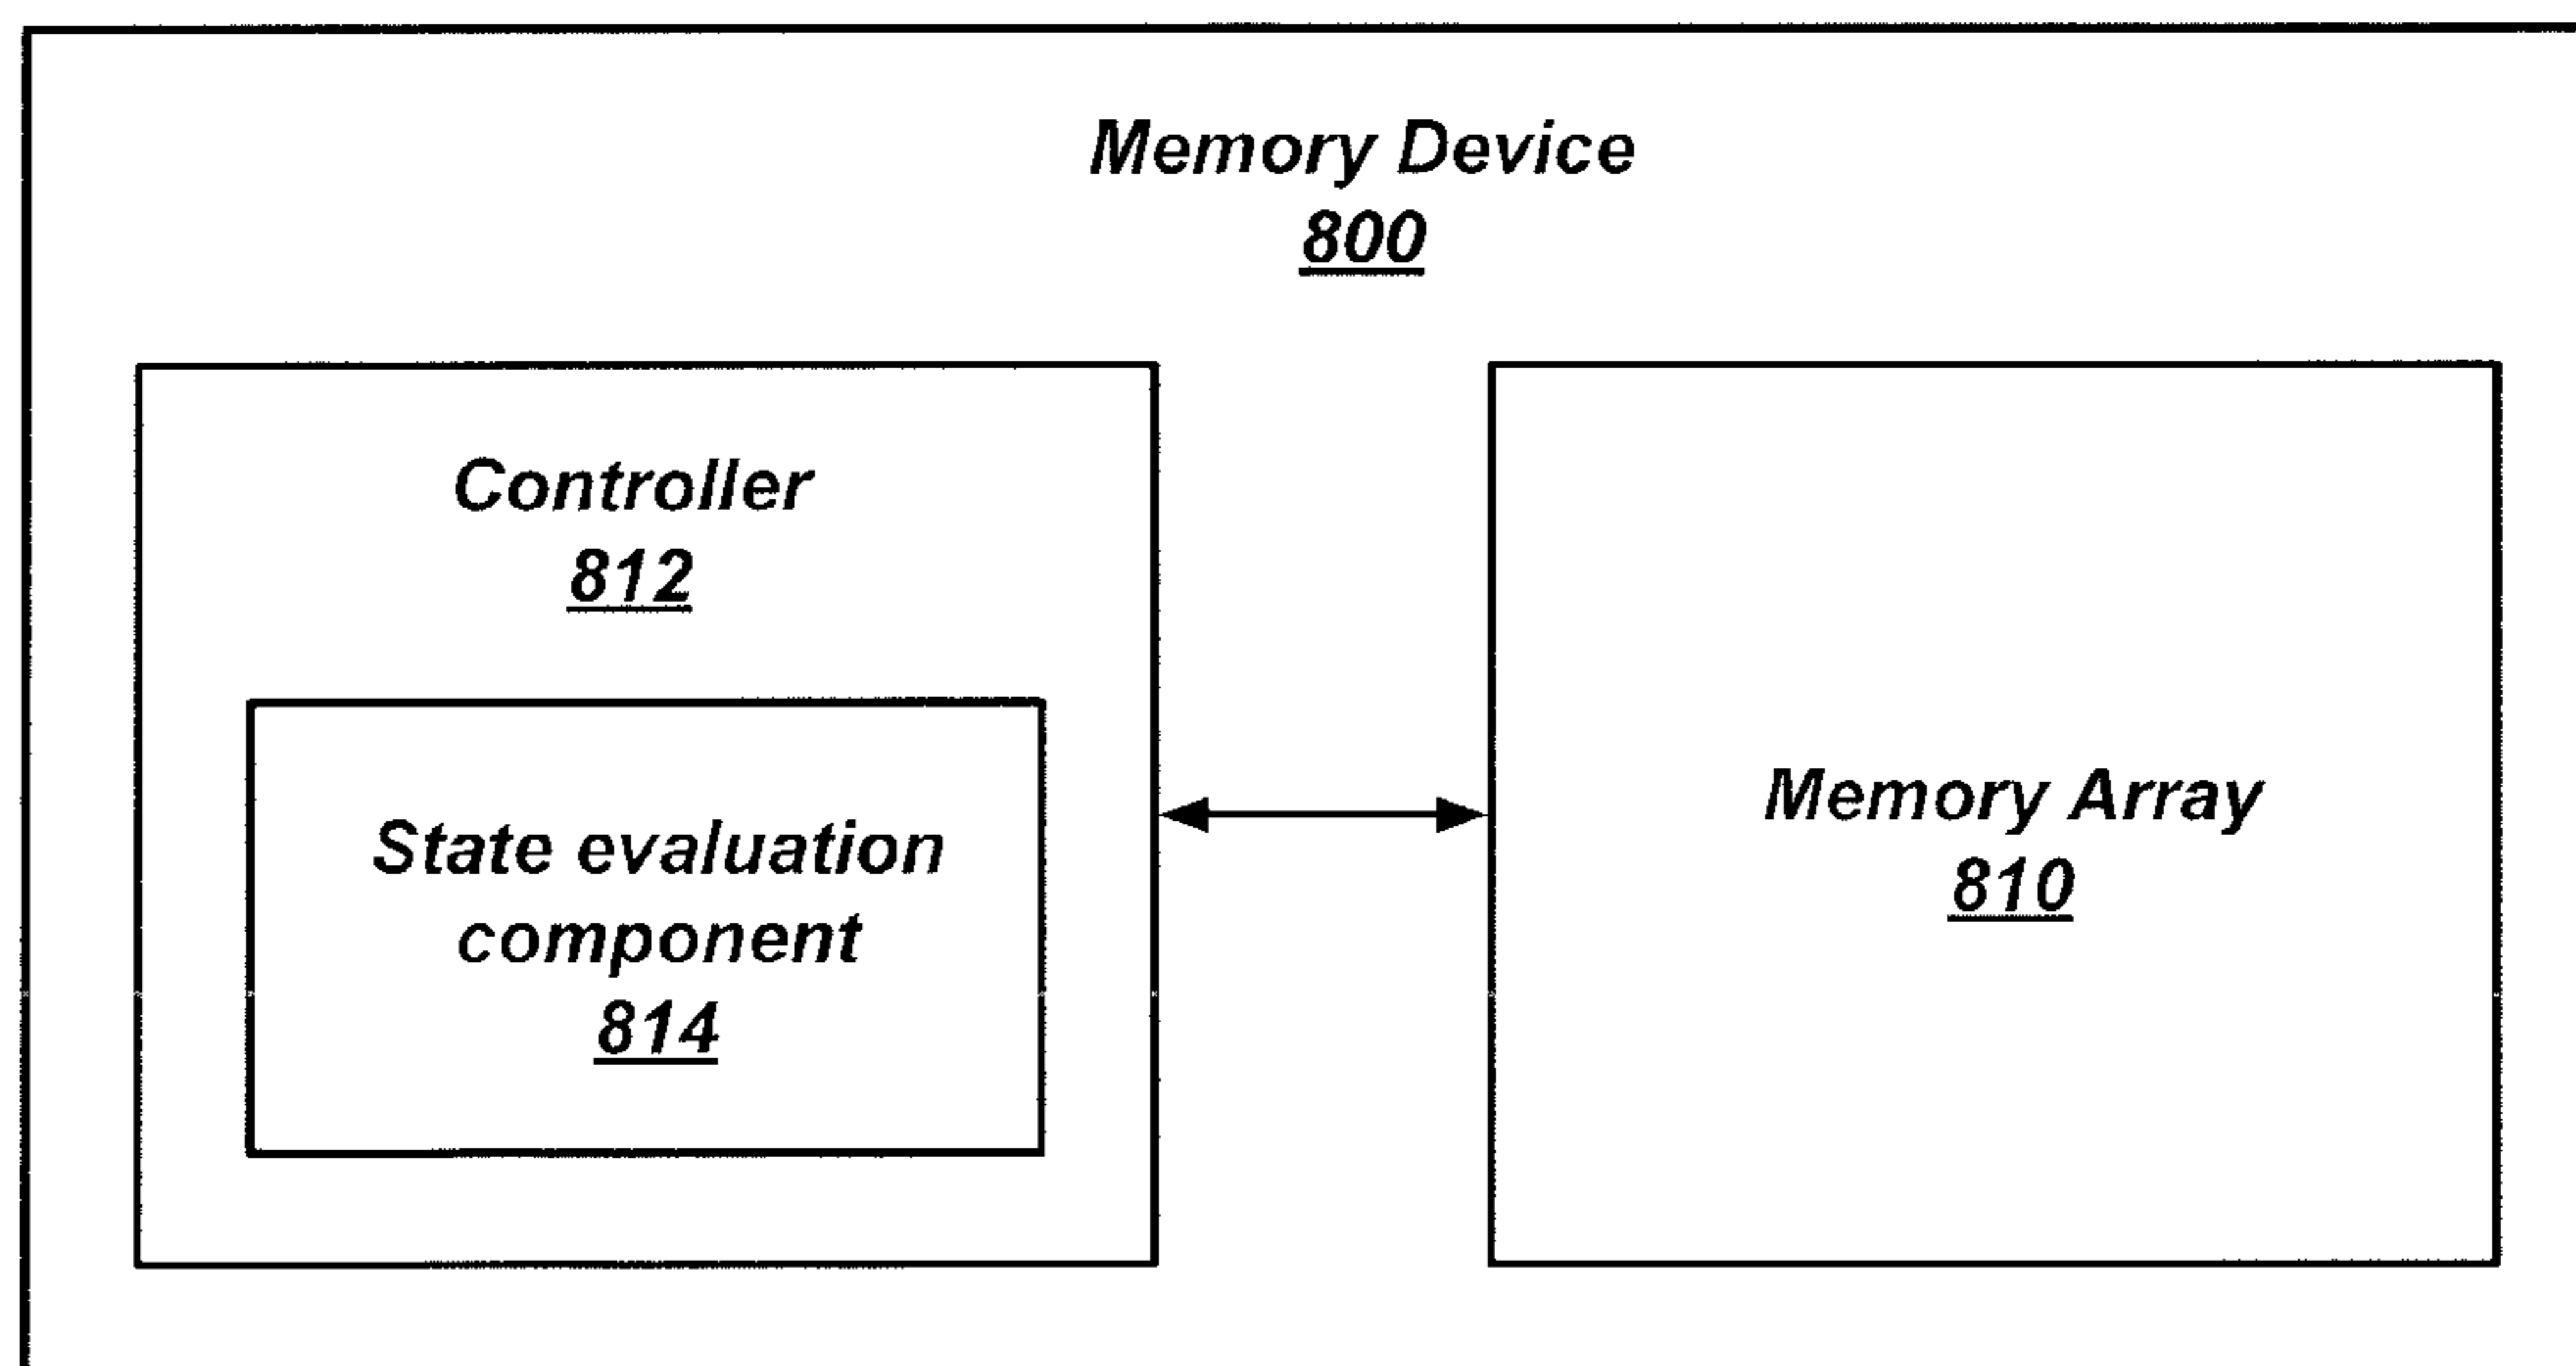 Memory Device
800
Controller
812
State evaluation
component
814
Memory Array
810